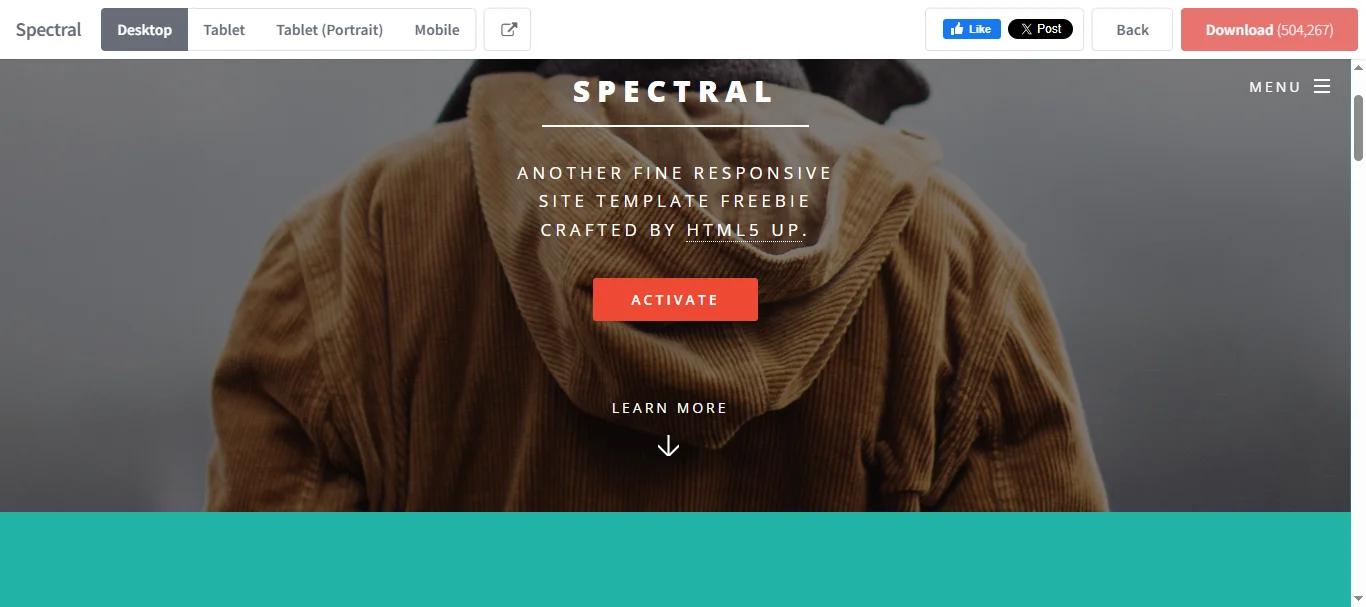 Spectral
Desktop
Tablet
Tablet (Portrait)
Mobile
Like
Post
Back
Download (504,267)
SPECTRAL
MENU
ANOTHER FINE RESPONSIVE
SITE TEMPLATE FREEBIE
CRAFTED BY HTML5 UP.
ACTIVATE
LEARN MORE